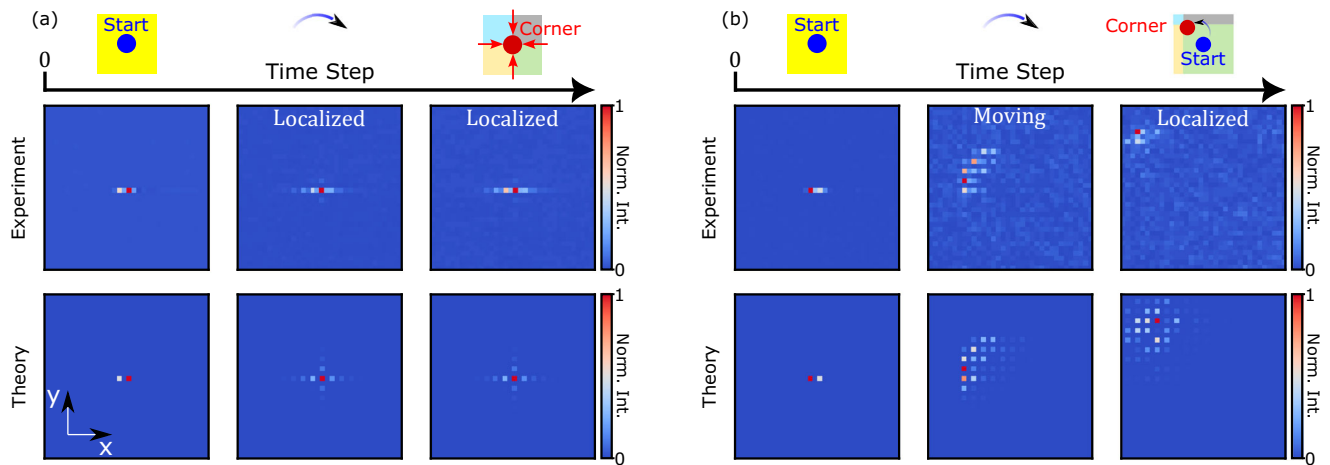 (a)
Start
Corner
0
Time Step
Experiment
Localized
Localized
1
Norm. Int.
0
Theory
y
x
1
Norm. Int.
0
(b)
Start
Corner
Start
0
Time Step
Experiment
Moving
Localized
1
Norm. Int.
0
Theory
1
Norm. Int.
0